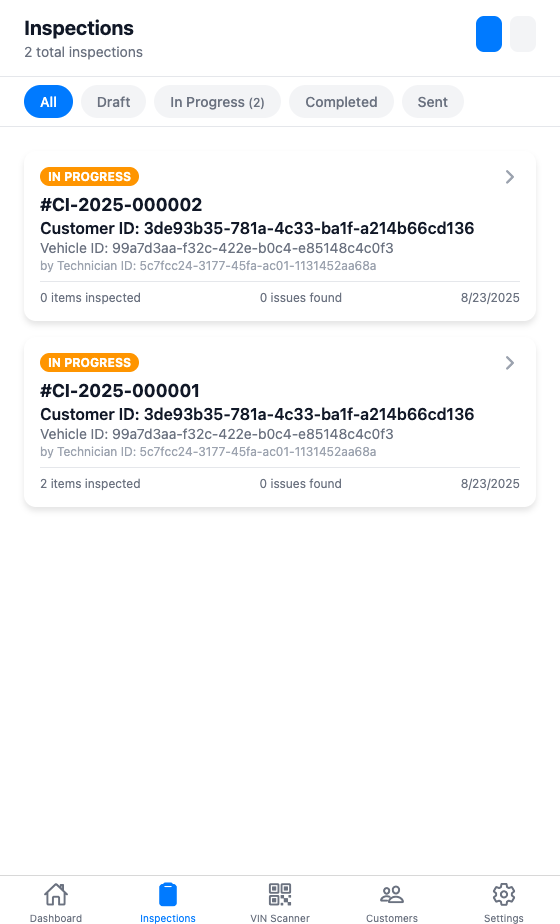 Inspections
2 total inspections
All
Draft
In Progress (2)
Completed
Sent
IN PROGRESS
#CI-2025-000002
Customer ID: 3de93b35-781a-4c33-ba1f-a214b66cd136
Vehicle ID: 99a7d3aa-f32c-422e-b0c4-e85148c4c0f3
by Technician ID: 5c7fcc24-3177-45fa-ac01-1131452aa68a
0 items inspected
0 issues found
8/23/2025
IN PROGRESS
#CI-2025-000001
Customer ID: 3de93b35-781a-4c33-ba1f-a214b66cd136
Vehicle ID: 99a7d3aa-f32c-422e-b0c4-e85148c4c0f3
by Technician ID: 5c7fcc24-3177-45fa-ac01-1131452aa68a
2 items inspected
0 issues found
8/23/2025
Dashboard
Inspections
VIN Scanner
Customers
Settings